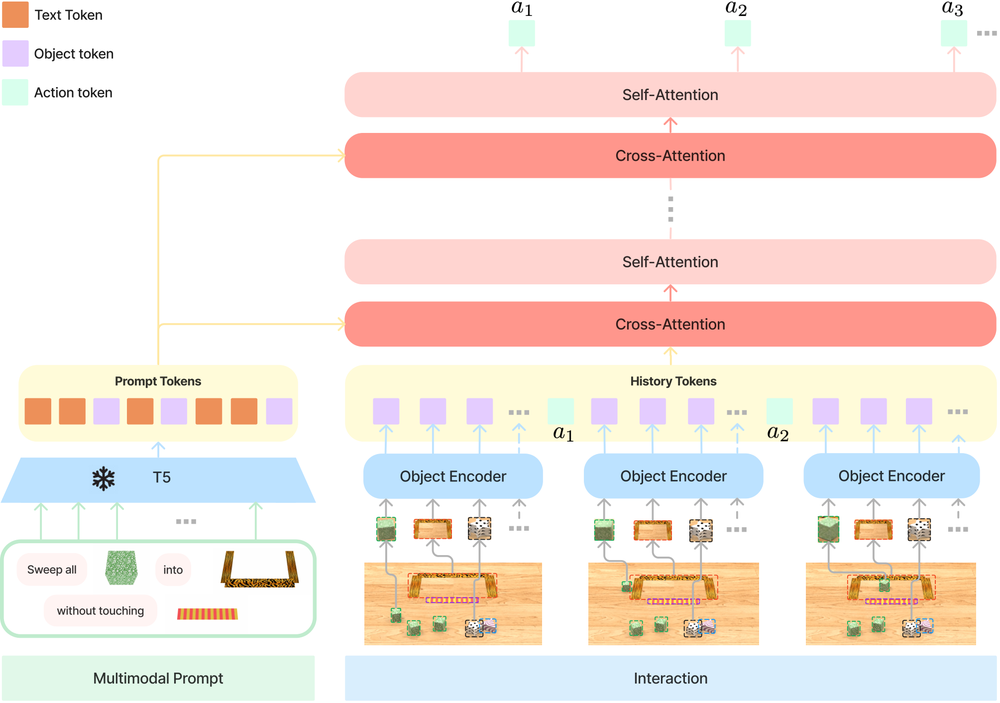 Text Token
Object token
Action token
a₁ a₂ a₃ ...
Self-Attention
Cross-Attention
Self-Attention
Cross-Attention
Prompt Tokens
History Tokens
... a₁ ... a₂ ...
T5
...
Object Encoder Object Encoder Object Encoder
... ... ...
Sweep all
into
without touching
Multimodal Prompt
Interaction